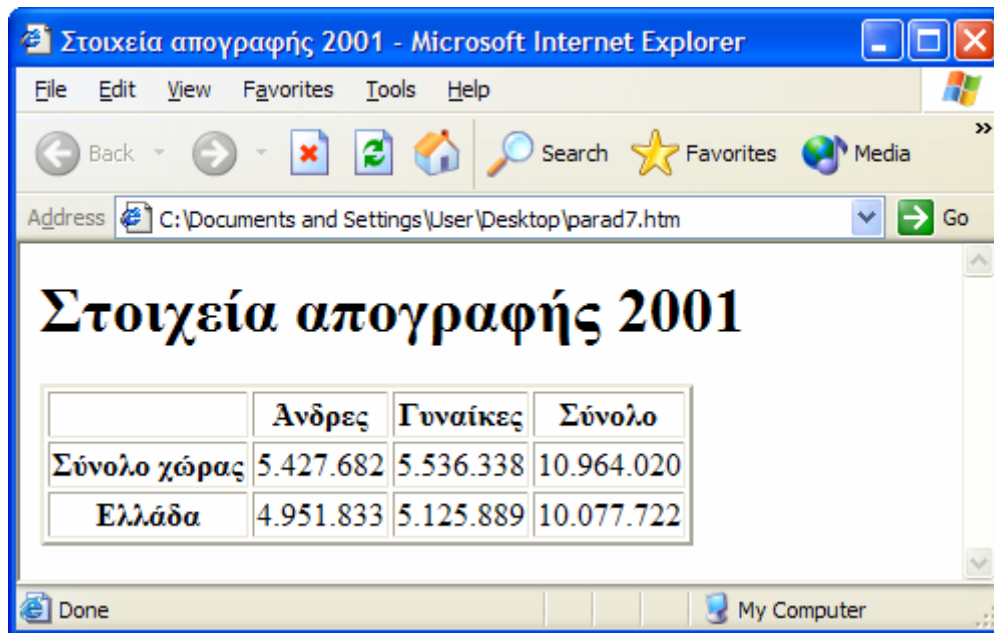 Στοιχεία απογραφής 2001 - Microsoft Internet Explorer
File Edit View Favorites Tools Help
Back Search Favorites Media »
Address C:\Documents and Settings\User\Desktop\parad7.htm Go
Στοιχεία απογραφής 2001
Άνδρες Γυναίκες Σύνολο
Σύνολο χώρας 5.427.682 5.536.338 10.964.020
Ελλάδα 4.951.833 5.125.889 10.077.722
Done My Computer